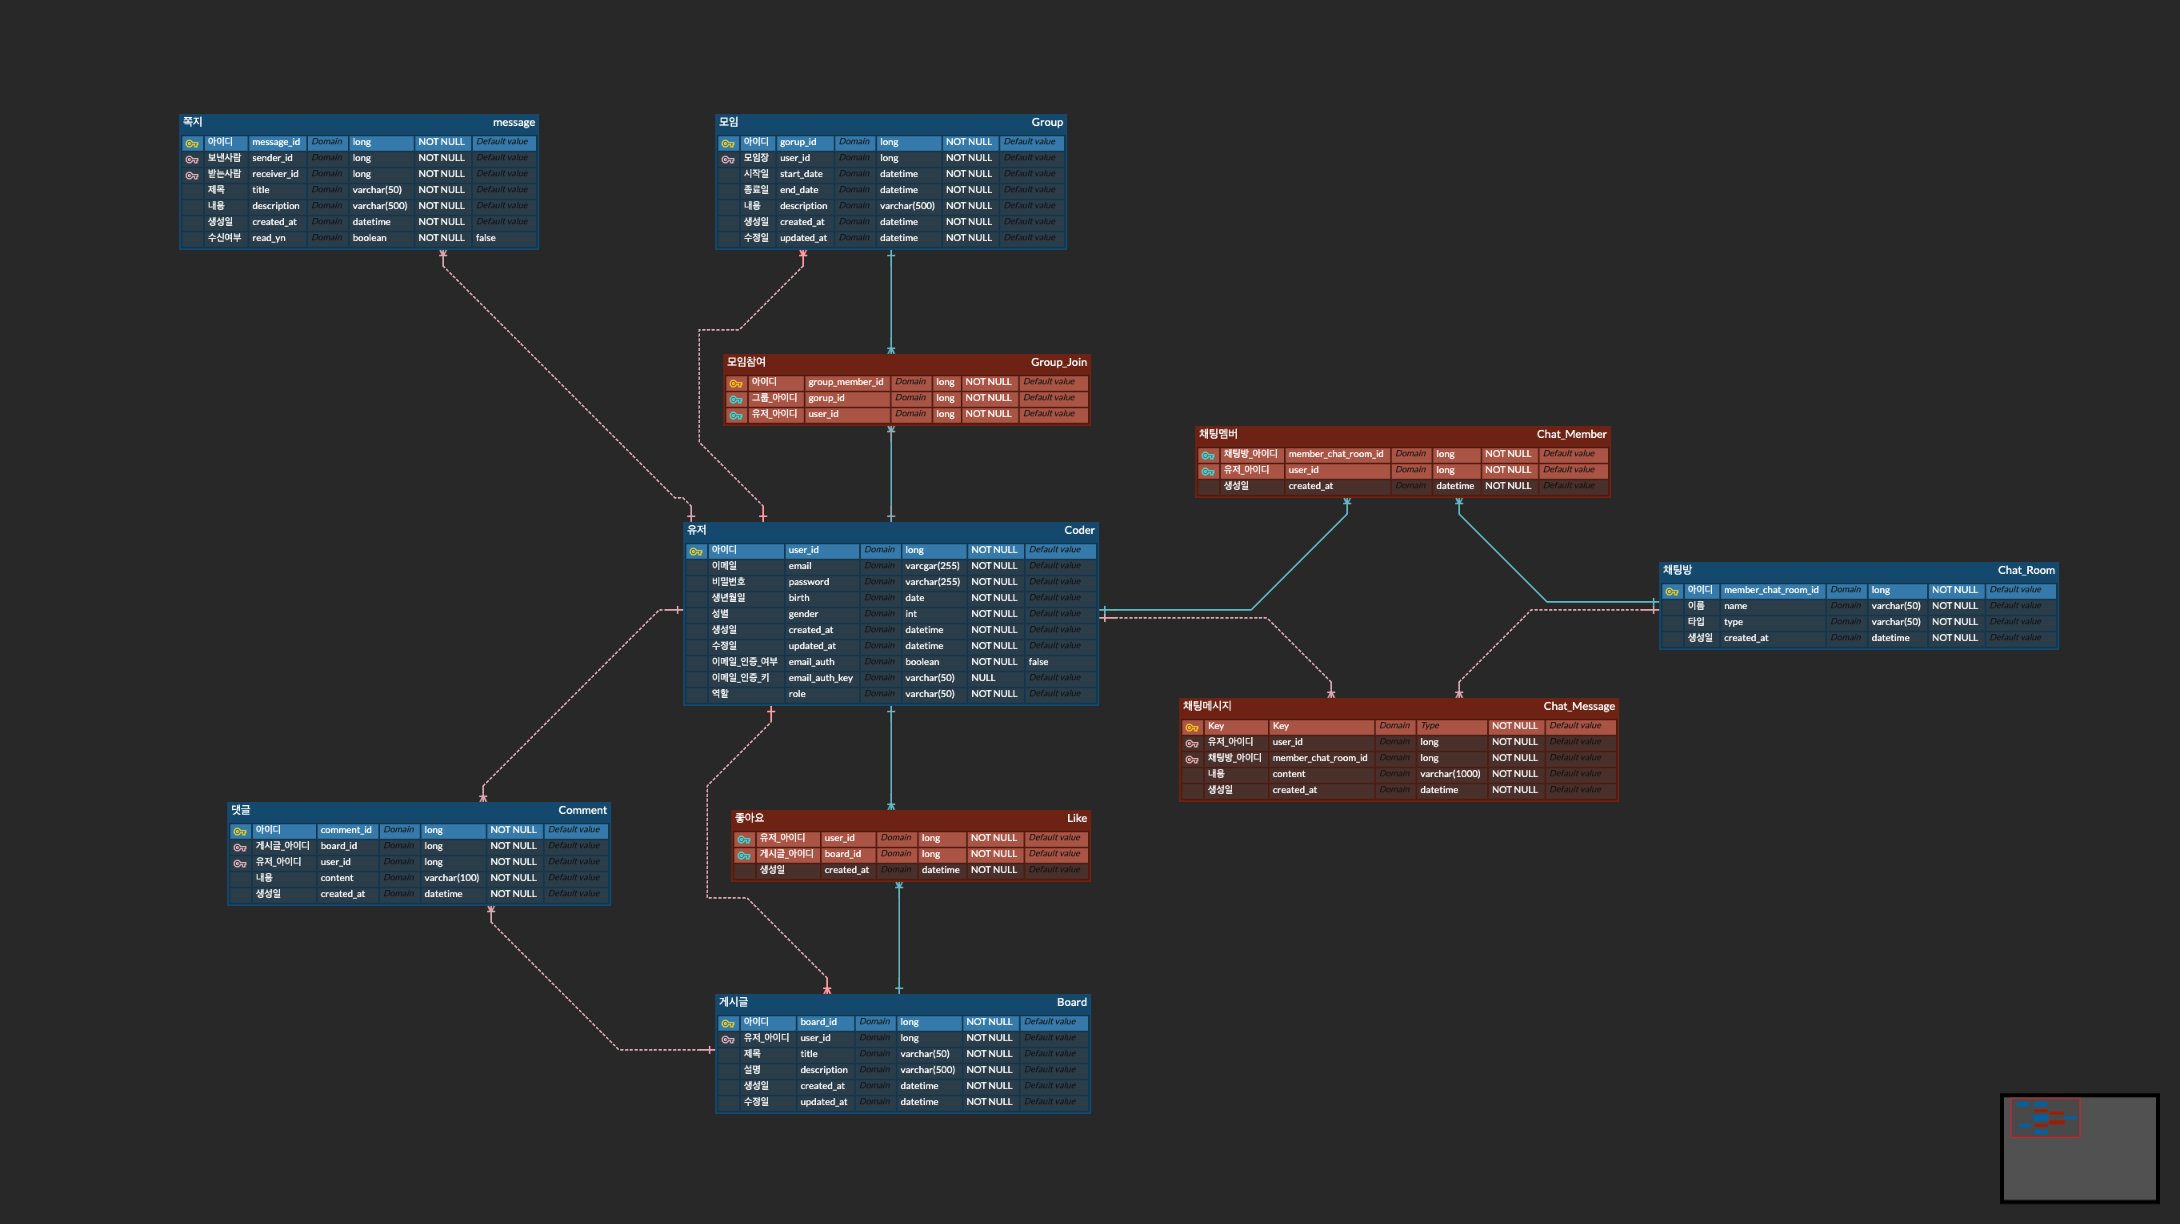 쪽지 message
아이디 message_id Domain long NOT NULL Default value
보낸사람 sender_id Domain long NOT NULL Default value
받는사람 receiver_id Domain long NOT NULL Default value
제목 title Domain varchar(50) NOT NULL Default value
내용 description Domain varchar(500) NOT NULL Default value
생성일 created_at Domain datetime NOT NULL Default value
수신여부 read_yn Domain boolean NOT NULL false
모임 Group
아이디 gorup_id Domain long NOT NULL Default value
모임장 user_id Domain long NOT NULL Default value
시작일 start_date Domain datetime NOT NULL Default value
종료일 end_date Domain datetime NOT NULL Default value
내용 description Domain varchar(500) NOT NULL Default value
생성일 created_at Domain datetime NOT NULL Default value
수정일 updated_at Domain datetime NOT NULL Default value
모임참여 Group_Join
아이디 group_member_id Domain long NOT NULL Default value
그룹_아이디 gorup_id Domain long NOT NULL Default value
유저_아이디 user_id Domain long NOT NULL Default value
채팅멤버 Chat_Member
채팅방_아이디 member_chat_room_id Domain long NOT NULL Default value
유저_아이디 user_id Domain long NOT NULL Default value
생성일 created_at Domain datetime NOT NULL Default value
유저 Coder
아이디 user_id Domain long NOT NULL Default value
이메일 email Domain varcgar(255) NOT NULL Default value
비밀번호 password Domain varchar(255) NOT NULL Default value
생년월일 birth Domain date NOT NULL Default value
성별 gender Domain int NOT NULL Default value
생성일 created_at Domain datetime NOT NULL Default value
수정일 updated_at Domain datetime NOT NULL Default value
이메일_인증_여부 email_auth Domain boolean NOT NULL false
이메일_인증_키 email_auth_key Domain varchar(50) NULL Default value
역할 role Domain varchar(50) NOT NULL Default value
채팅방 Chat_Room
아이디 member_chat_room_id Domain long NOT NULL Default value
이름 name Domain varchar(50) NOT NULL Default value
타입 type Domain varchar(50) NOT NULL Default value
생성일 created_at Domain datetime NOT NULL Default value
채팅메시지 Chat_Message
Key Key Domain Type NOT NULL Default value
유저_아이디 user_id Domain long NOT NULL Default value
채팅방_아이디 member_chat_room_id Domain long NOT NULL Default value
내용 content Domain varchar(1000) NOT NULL Default value
생성일 created_at Domain datetime NOT NULL Default value
댓글 Comment
아이디 comment_id Domain long NOT NULL Default value
게시글_아이디 board_id Domain long NOT NULL Default value
유저_아이디 user_id Domain long NOT NULL Default value
내용 content Domain varchar(100) NOT NULL Default value
생성일 created_at Domain datetime NOT NULL Default value
좋아요 Like
유저_아이디 user_id Domain long NOT NULL Default value
게시글_아이디 board_id Domain long NOT NULL Default value
생성일 created_at Domain datetime NOT NULL Default value
게시글 Board
아이디 board_id Domain long NOT NULL Default value
유저_아이디 user_id Domain long NOT NULL Default value
제목 title Domain varchar(50) NOT NULL Default value
설명 description Domain varchar(500) NOT NULL Default value
생성일 created_at Domain datetime NOT NULL Default value
수정일 updated_at Domain datetime NOT NULL Default value